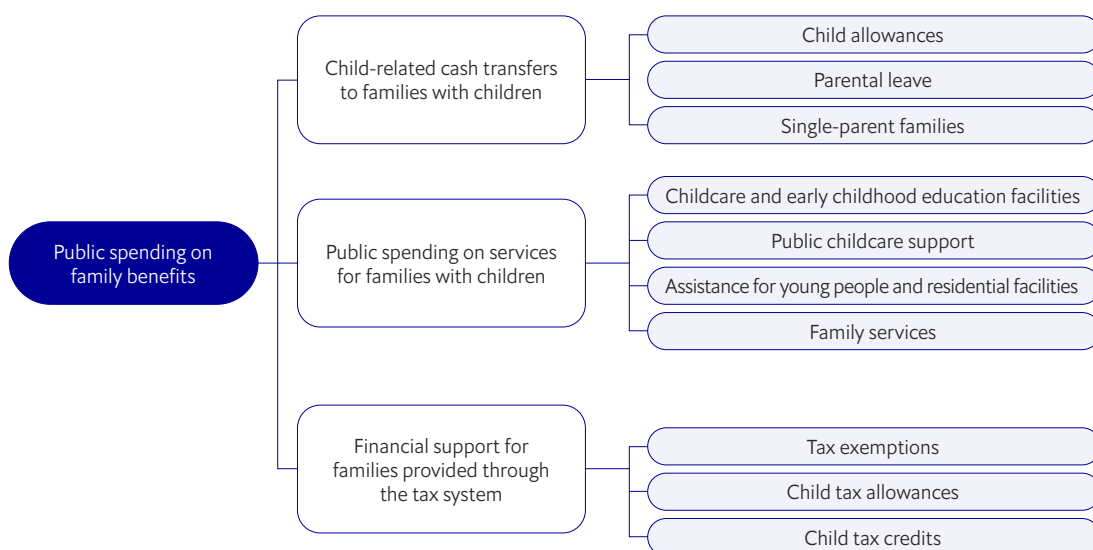 Public spending on
family benefits
Child-related cash transfers
to families with children
Child allowances
Parental leave
Single-parent families
Public spending on services
for families with children
Childcare and early childhood education facilities
Public childcare support
Assistance for young people and residential facilities
Family services
Financial support for
families provided through
the tax system
Tax exemptions
Child tax allowances
Child tax credits